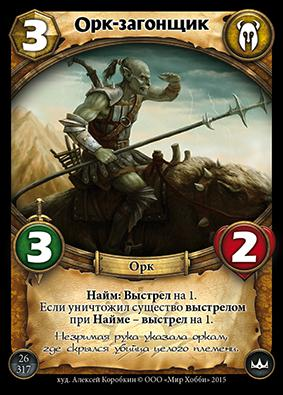 3
Орк-загонщик
3
Орк
2
Найм: Выстрел на 1.
Если уничтожил существо выстрелом
при Найме – выстрел на 1.
Незримая рука указала оркам,
где скрылся убийца целого племени.
26
317
худ. Алексей Коробкин © ООО «Мир Хобби» 2015